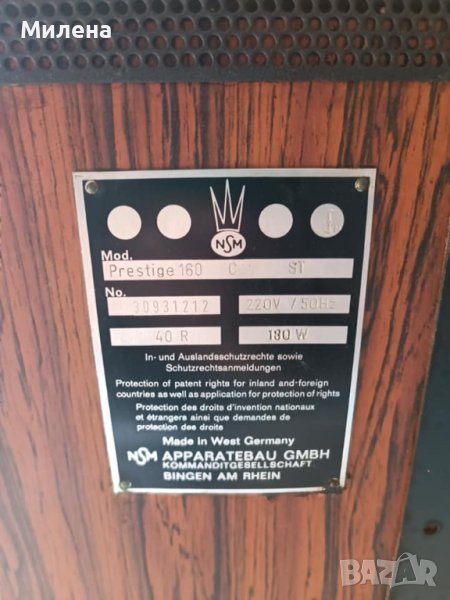 Милена
NSM
Mod.
Prestige 160 C ST
No.
30931212 220V / 50Hz
40 R 180 W
In- und Auslandsschutzrechte sowie
Schutzrechtsanmeldungen
Protection of patent rights for inland and-foreign
countries as well as application for protection of rights
Protection des droits d'invention nationaux
et étrangers ainsi que demandes de
protection des droits
Made in West Germany
NSM APPARATEBAU GMBH
KOMMANDITGESELLSCHAFT
BINGEN AM RHEIN
BAZAR